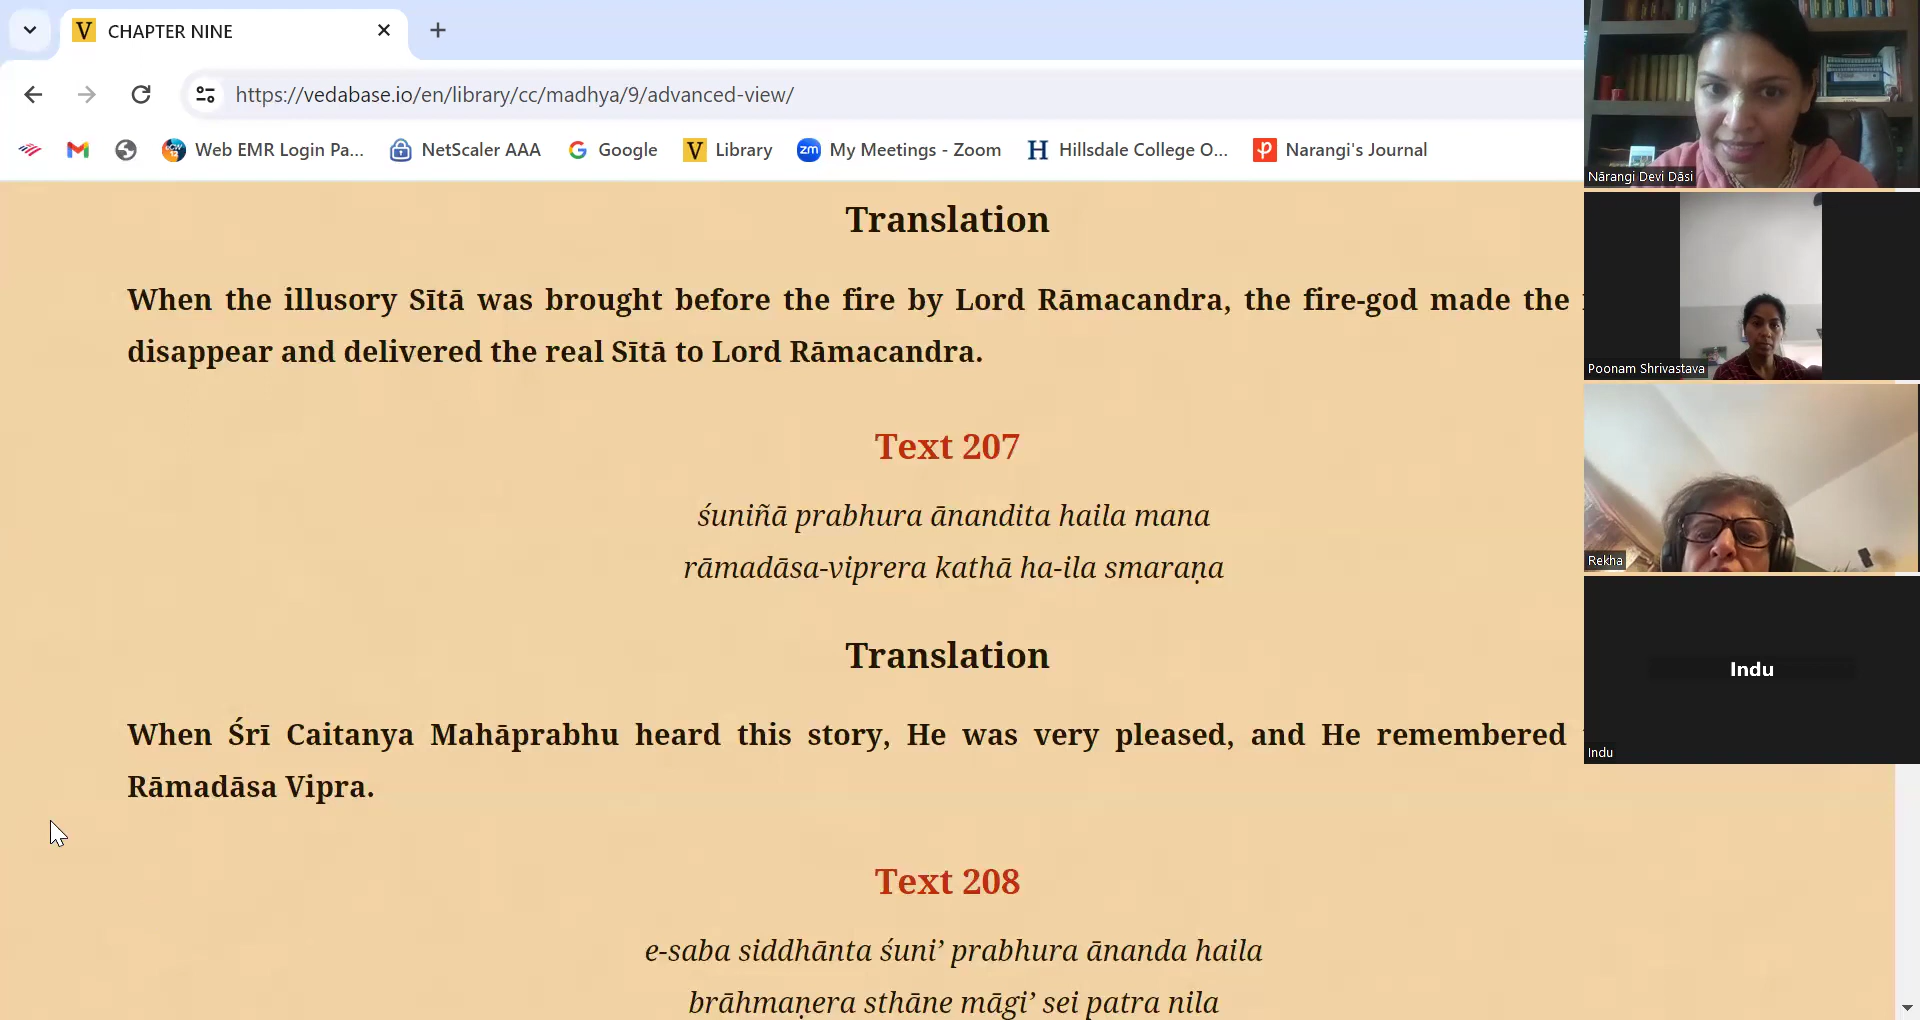 CHAPTER NINE
https://vedabase.io/en/library/cc/madhya/9/advanced-view/
Web EMR Login Pa...
NetScaler AAA
Google
Library
My Meetings - Zoom
Hillsdale College O...
Narangi's Journal
Translation
When the illusory Sītā was brought before the fire by Lord Rāmacandra, the fire-god made the
disappear and delivered the real Sītā to Lord Rāmacandra.
Text 207
śuniñā prabhura ānandita haila mana
rāmadāsa-viprera kathā ha-ila smaraṇa
Translation
When Śrī Caitanya Mahāprabhu heard this story, He was very pleased, and He remembered
Rāmadāsa Vipra.
Text 208
e-saba siddhānta śuni’ prabhura ānanda haila
brāhmaṇera sthāne māgi’ sei patra nila
Nārangi Devi Dāsi
Poonam Shrivastava
Rekha
Indu
Indu